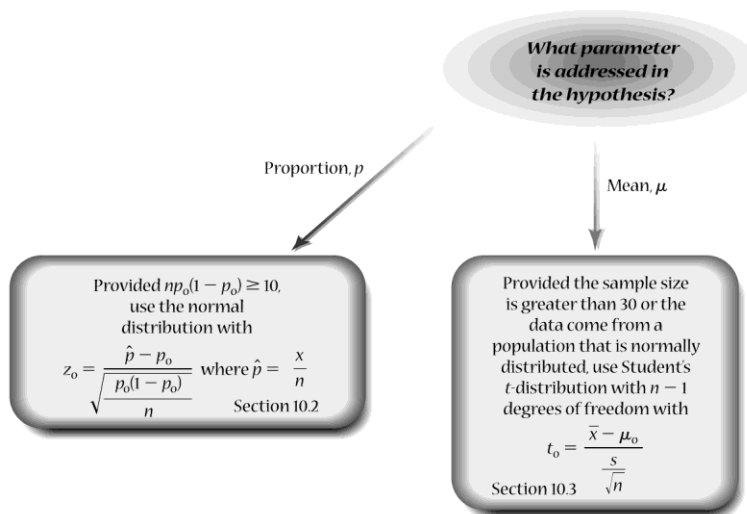 What parameter
is addressed in
the hypothesis?
Proportion, p
Mean, μ
Provided np₀(1 − p₀) ≥ 10,
use the normal
distribution with
z₀ = (p̂ − p₀) / √(p₀(1 − p₀) / n) where p̂ = x / n
Section 10.2
Provided the sample size
is greater than 30 or the
data come from a
population that is normally
distributed, use Student's
t-distribution with n − 1
degrees of freedom with
t₀ = (x̄ − μ₀) / (s / √n)
Section 10.3